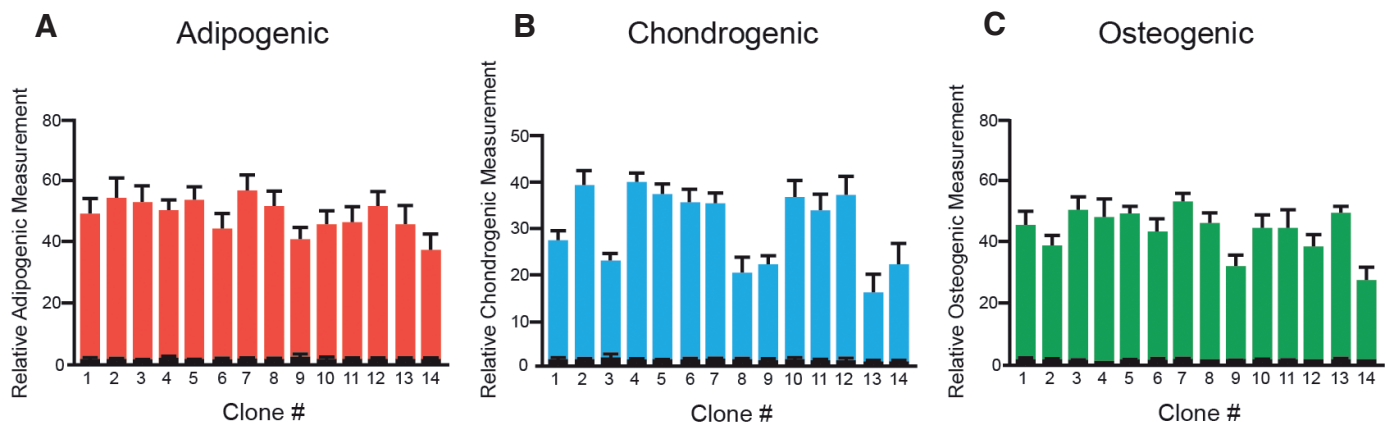 A Adipogenic
Relative Adipogenic Measurement
80
60
40
20
0
1 2 3 4 5 6 7 8 9 10 11 12 13 14
Clone #
B Chondrogenic
Relative Chondrogenic Measurement
50
40
30
20
10
0
1 2 3 4 5 6 7 8 9 10 11 12 13 14
Clone #
C Osteogenic
Relative Osteogenic Measurement
80
60
40
20
0
1 2 3 4 5 6 7 8 9 10 11 12 13 14
Clone #